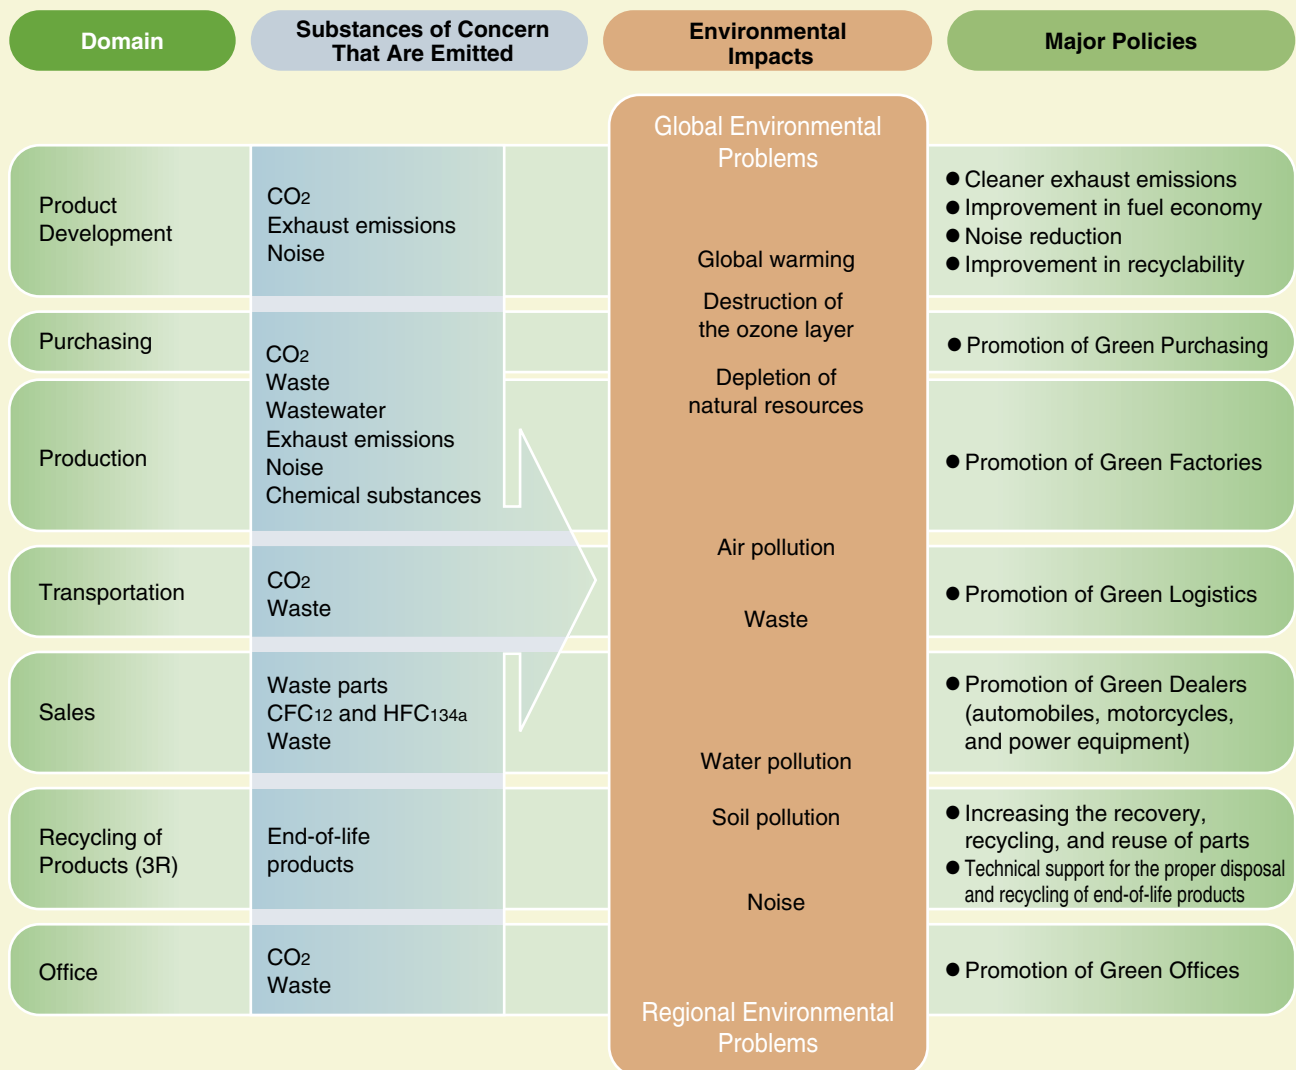 Domain
Substances of Concern
That Are Emitted
Environmental
Impacts
Major Policies
Product
Development
CO2
Exhaust emissions
Noise
● Cleaner exhaust emissions
● Improvement in fuel economy
● Noise reduction
● Improvement in recyclability
Purchasing
● Promotion of Green Purchasing
Production
CO2
Waste
Wastewater
Exhaust emissions
Noise
Chemical substances
● Promotion of Green Factories
Transportation
CO2
Waste
● Promotion of Green Logistics
Sales
Waste parts
CFC12 and HFC134a
Waste
● Promotion of Green Dealers
(automobiles, motorcycles,
and power equipment)
Recycling of
Products (3R)
End-of-life
products
● Increasing the recovery,
recycling, and reuse of parts
● Technical support for the proper disposal
and recycling of end-of-life products
Office
CO2
Waste
● Promotion of Green Offices
Global Environmental
Problems
Global warming
Destruction of
the ozone layer
Depletion of
natural resources
Air pollution
Waste
Water pollution
Soil pollution
Noise
Regional Environmental
Problems